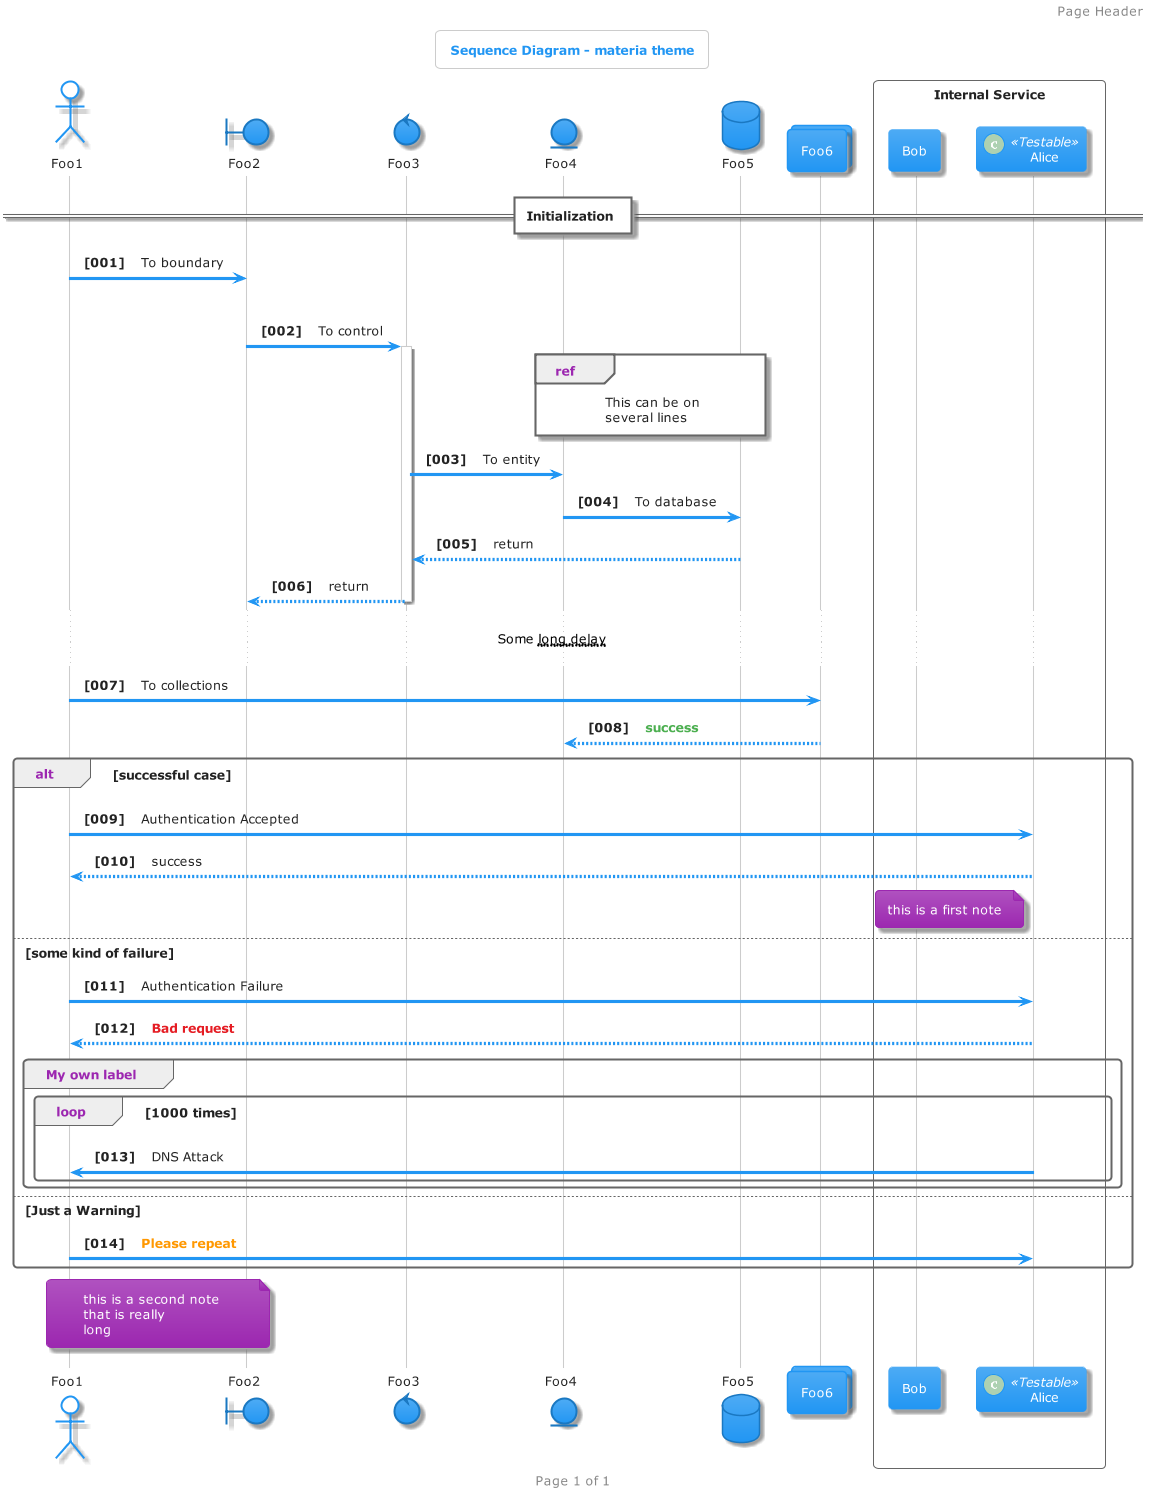 Page Header
Sequence Diagram - materia theme
Internal Service
Foo1
Foo2
Foo3
Foo4
Foo5
Foo6
Bob
C
«Testable»
Alice
Initialization
[001] To boundary
[002] To control
ref
This can be on
several lines
[003] To entity
[004] To database
[005] return
[006] return
Some long delay
[007] To collections
[008] success
alt [successful case]
[009] Authentication Accepted
[010] success
this is a first note
[some kind of failure]
[011] Authentication Failure
[012] Bad request
My own label
loop [1000 times]
[013] DNS Attack
[Just a Warning]
[014] Please repeat
this is a second note
that is really
long
Foo1
Foo2
Foo3
Foo4
Foo5
Foo6
Bob
C
«Testable»
Alice
Page 1 of 1